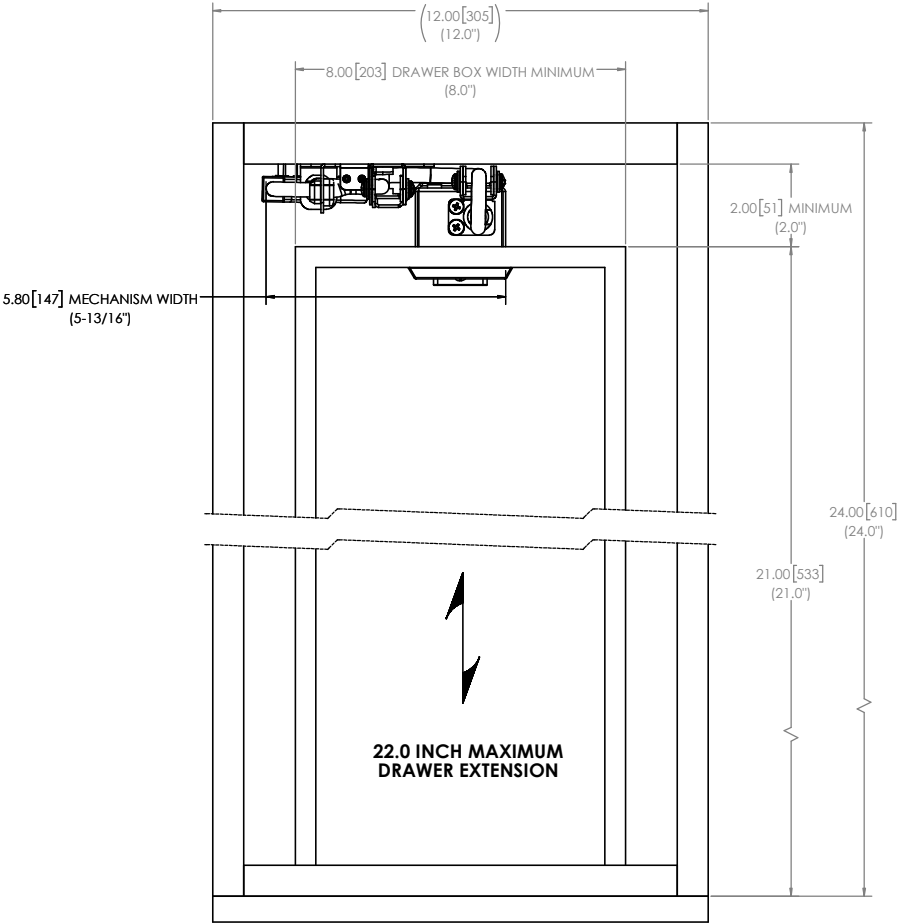 (12.00[305])
(12.0")
8.00[203] DRAWER BOX WIDTH MINIMUM
(8.0")
2.00[51] MINIMUM
(2.0")
5.80[147] MECHANISM WIDTH
(5-13/16")
24.00[610]
(24.0")
21.00[533]
(21.0")
22.0 INCH MAXIMUM
DRAWER EXTENSION